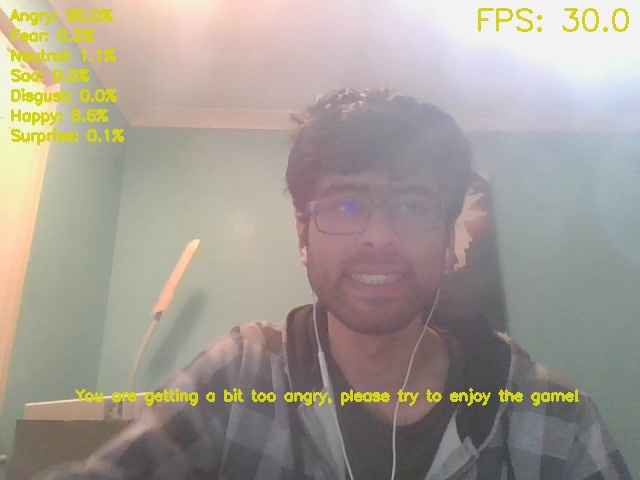 Angry: 90.0%
FPS: 30.0
Fear: 0.2%
Neutral: 1.1%
Sad: 0.0%
Disgust: 0.0%
Happy: 8.6%
Surprise: 0.1%
You are getting a bit too angry, please try to enjoy the game!